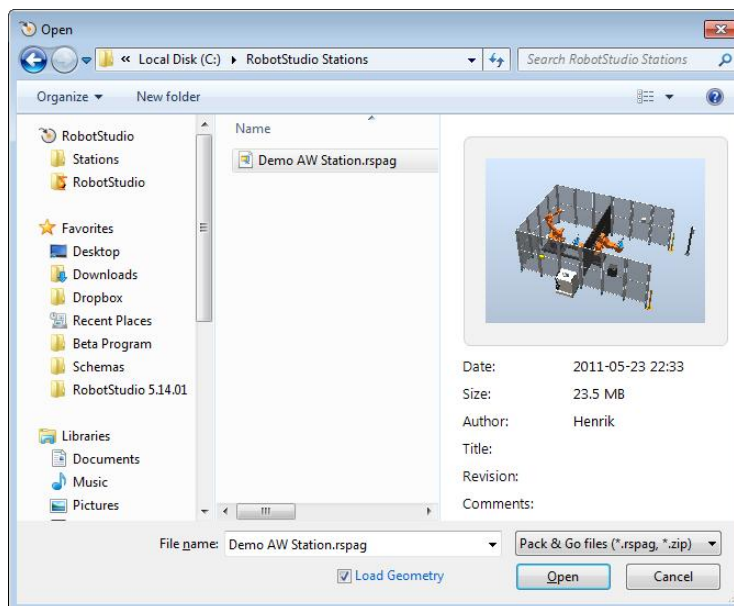 Open
« Local Disk (C:) ▸ RobotStudio Stations
Search RobotStudio Stations
Organize
New folder
RobotStudio
Stations
RobotStudio
Favorites
Desktop
Downloads
Dropbox
Recent Places
Beta Program
Schemas
RobotStudio 5.14.01
Libraries
Documents
Music
Pictures
Name
Demo AW Station.rspag
Date: 2011-05-23 22:33
Size: 23.5 MB
Author: Henrik
Title:
Revision:
Comments:
File name: Demo AW Station.rspag
Pack & Go files (*.rspag, *.zip)
Load Geometry
Open
Cancel